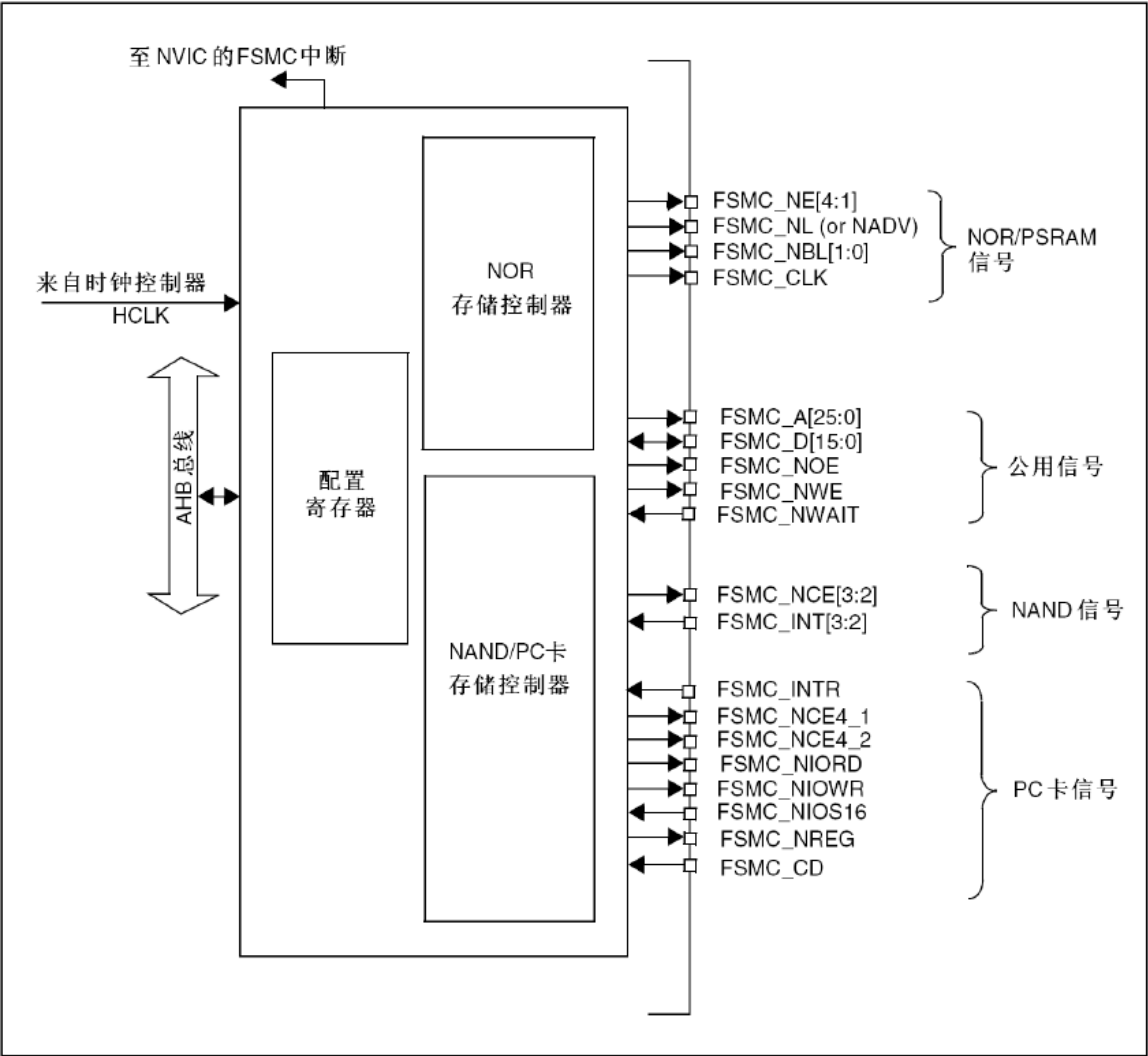 至 NVIC 的FSMC中断
来自时钟控制器
HCLK
AHB 总线
配置
寄存器
NOR
存储控制器
NAND/PC卡
存储控制器
FSMC_NE[4:1]
FSMC_NL (or NADV)
FSMC_NBL[1:0]
FSMC_CLK
NOR/PSRAM
信号
FSMC_A[25:0]
FSMC_D[15:0]
FSMC_NOE
FSMC_NWE
FSMC_NWAIT
公用信号
FSMC_NCE[3:2]
FSMC_INT[3:2]
NAND 信号
FSMC_INTR
FSMC_NCE4_1
FSMC_NCE4_2
FSMC_NIORD
FSMC_NIOWR
FSMC_NIOS16
FSMC_NREG
FSMC_CD
PC 卡信号